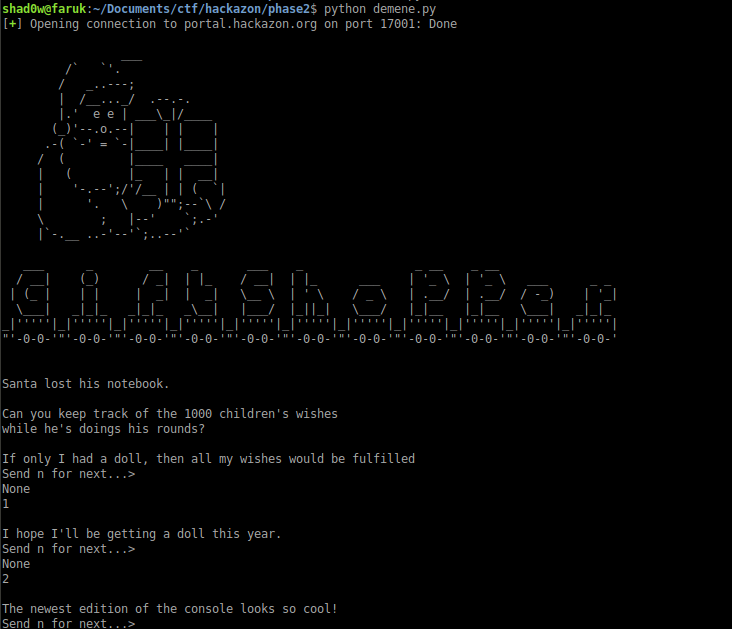 shad0w@faruk:~/Documents/ctf/hackazon/phase2$ python demene.py
[+] Opening connection to portal.hackazon.org on port 17001: Done
Giftshopper
Santa lost his notebook.
Can you keep track of the 1000 children's wishes
while he's doings his rounds?
If only I had a doll, then all my wishes would be fulfilled
Send n for next...>
None
1
I hope I'll be getting a doll this year.
Send n for next...>
None
2
The newest edition of the console looks so cool!
Send n for next...>